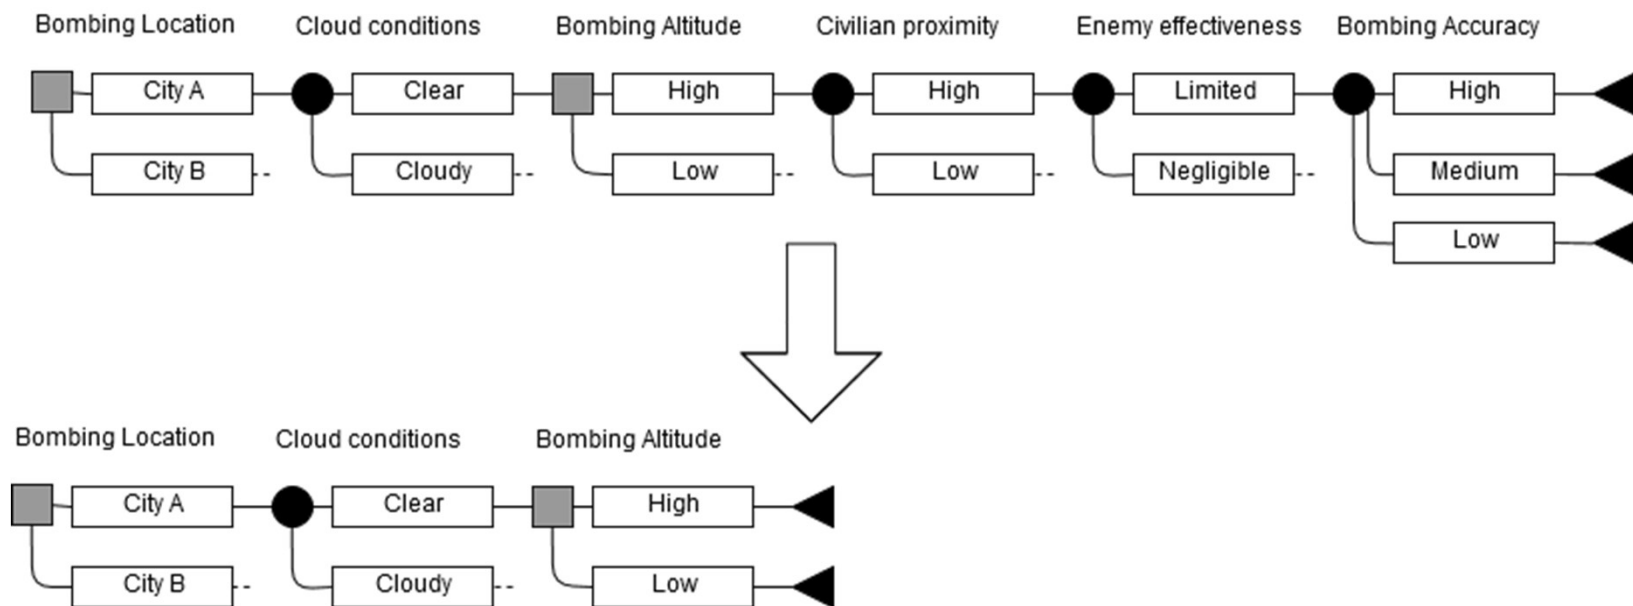 Bombing Location Cloud conditions Bombing Altitude Civilian proximity Enemy effectiveness Bombing Accuracy
City A Clear High High Limited High
City B Cloudy Low Low Negligible Medium
Low
Bombing Location Cloud conditions Bombing Altitude
City A Clear High
City B Cloudy Low